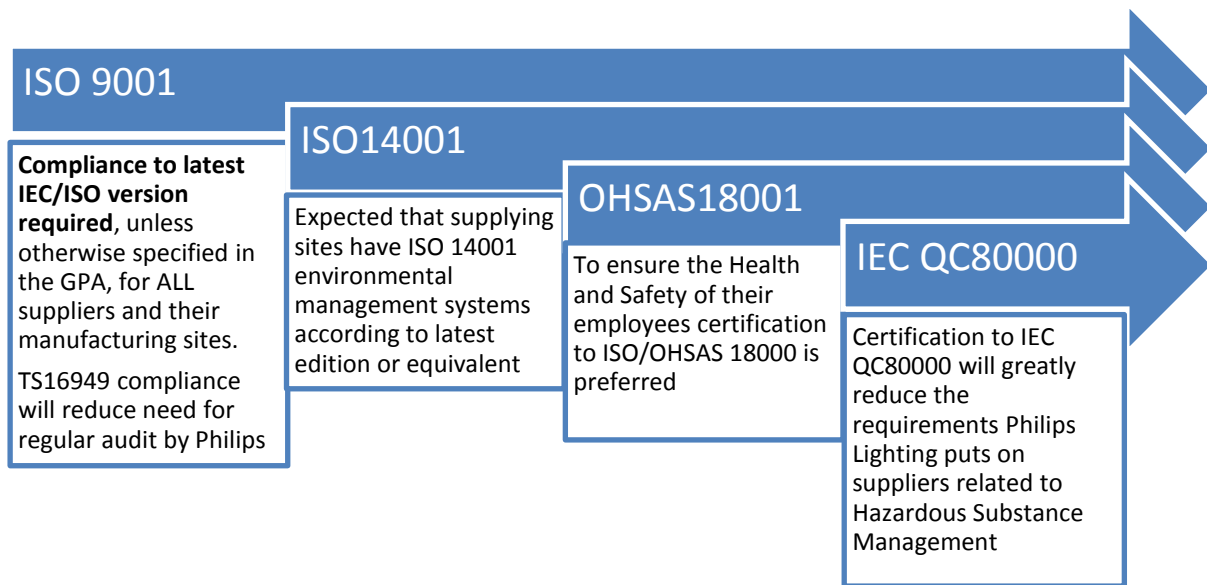 ISO 9001
Compliance to latest
IEC/ISO version
required, unless
otherwise specified in
the GPA, for ALL
suppliers and their
manufacturing sites.
TS16949 compliance
will reduce need for
regular audit by Philips
ISO14001
Expected that supplying
sites have ISO 14001
environmental
management systems
according to latest
edition or equivalent
OHSAS18001
To ensure the Health
and Safety of their
employees certification
to ISO/OHSAS 18000 is
preferred
IEC QC80000
Certification to IEC
QC80000 will greatly
reduce the
requirements Philips
Lighting puts on
suppliers related to
Hazardous Substance
Management